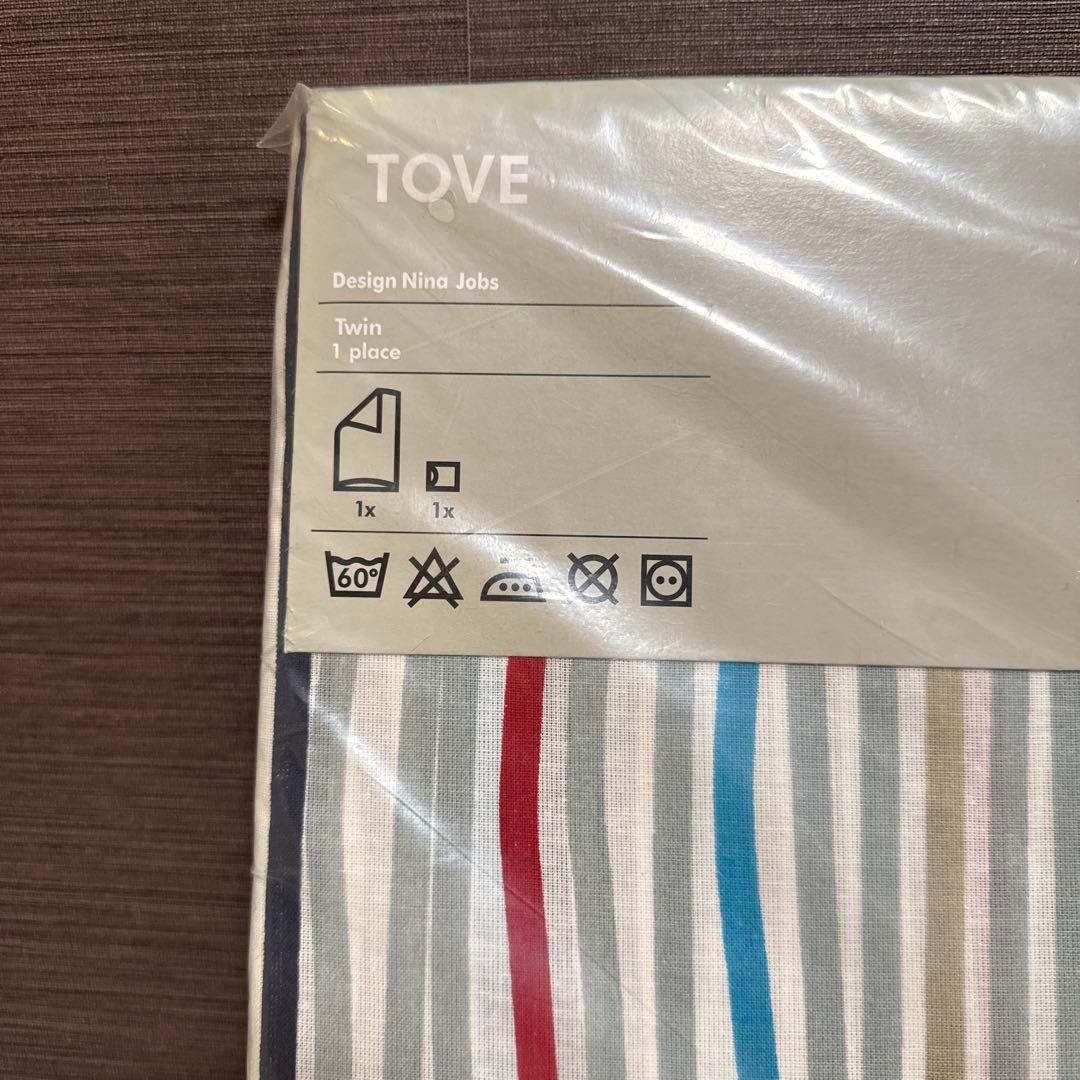 TOVE
Design Nina Jobs
Twin
1 place
1x 1x
60°